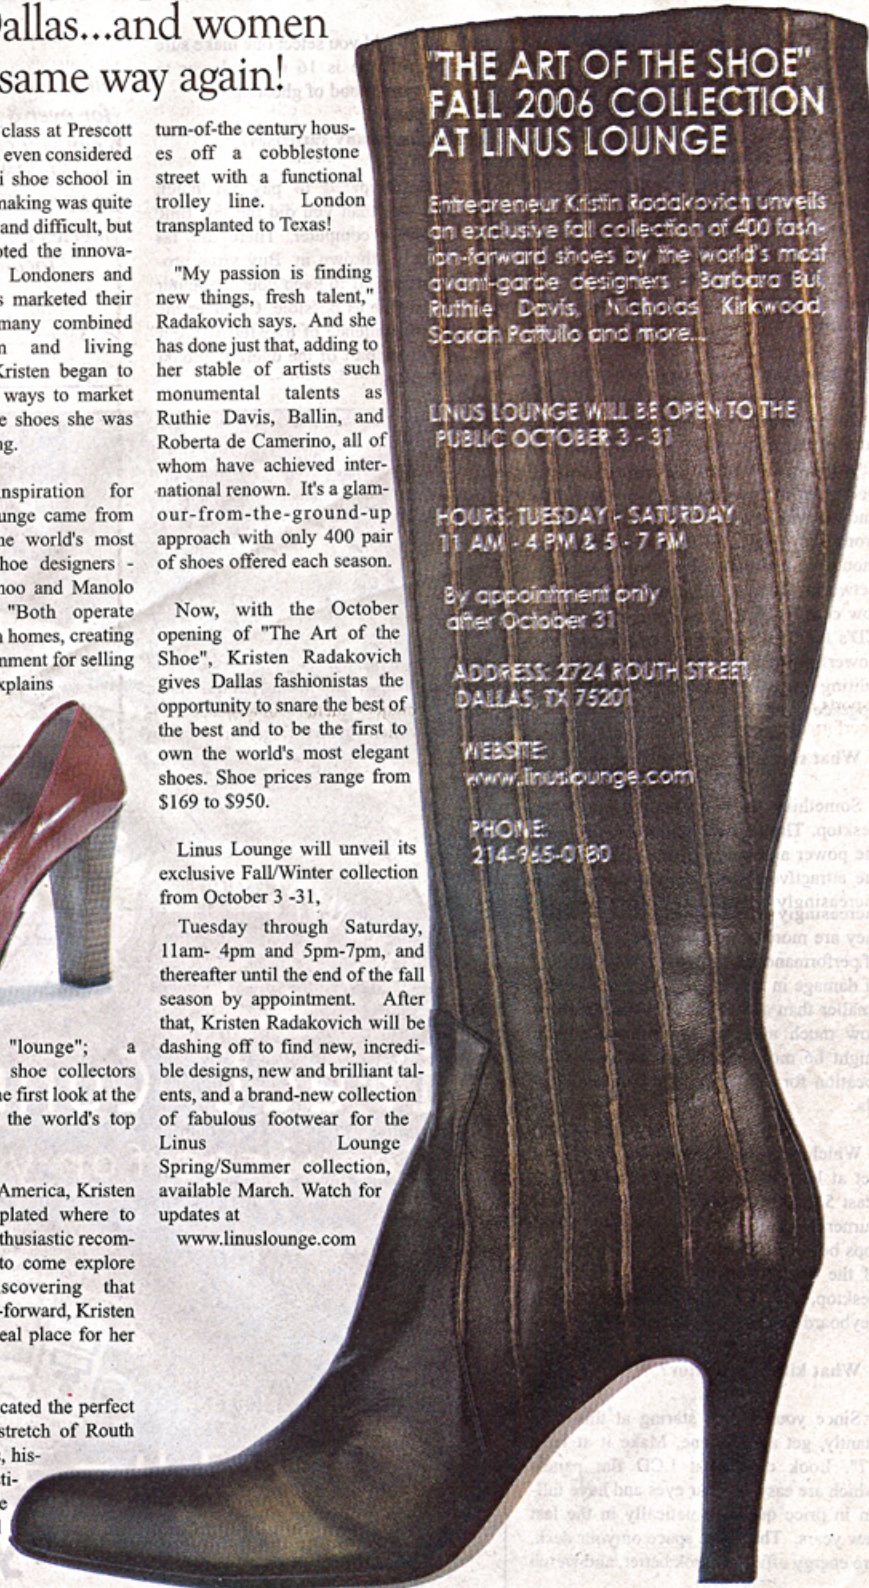 Dallas...and women
same way again!
class at Prescott
even considered
i shoe school in
making was quite
and difficult, but
oted the innova-
Londoners and
s marketed their
many combined
n and living
Kristen began to
ways to market
e shoes she was
ng.
nspiration for
unge came from
he world's most
hoe designers -
hoo and Manolo
"Both operate
n homes, creating
nment for selling
xplains
"lounge"; a
shoe collectors
he first look at the
the world's top
America, Kristen
plated where to
thusiastic recom-
to come explore
scovering that
-forward, Kristen
eal place for her
cated the perfect
stretch of Routh
, his-
sti-
e
turn-of-the century hous-
es off a cobblestone
street with a functional
trolley line. London
transplanted to Texas!
"My passion is finding
new things, fresh talent,"
Radakovich says. And she
has done just that, adding to
her stable of artists such
monumental talents as
Ruthie Davis, Ballin, and
Roberta de Camerino, all of
whom have achieved inter-
national renown. It's a glam-
our-from-the-ground-up
approach with only 400 pair
of shoes offered each season.
Now, with the October
opening of "The Art of the
Shoe", Kristen Radakovich
gives Dallas fashionistas the
opportunity to snare the best of
the best and to be the first to
own the world's most elegant
shoes. Shoe prices range from
$169 to $950.
Linus Lounge will unveil its
exclusive Fall/Winter collection
from October 3 -31,
Tuesday through Saturday,
11am- 4pm and 5pm-7pm, and
thereafter until the end of the fall
season by appointment. After
that, Kristen Radakovich will be
dashing off to find new, incredi-
ble designs, new and brilliant tal-
ents, and a brand-new collection
of fabulous footwear for the
Linus Lounge
Spring/Summer collection,
available March. Watch for
updates at
www.linuslounge.com
"THE ART OF THE SHOE"
FALL 2006 COLLECTION
AT LINUS LOUNGE
Entrepreneur Kristin Radakovich unveils
an exclusive fall collection of 400 fash-
ion-forward shoes by the world's most
avant-garde designers - Barbara Bui,
Ruthie Davis, Nicholas Kirkwood,
Scorah Pattullo and more...
LINUS LOUNGE WILL BE OPEN TO THE
PUBLIC OCTOBER 3 - 31
HOURS: TUESDAY - SATURDAY,
11 AM - 4 PM & 5 - 7 PM
By appointment only
after October 31
ADDRESS: 2724 ROUTH STREET,
DALLAS, TX 75201
WEBSITE:
www.linuslounge.com
PHONE:
214-965-0180